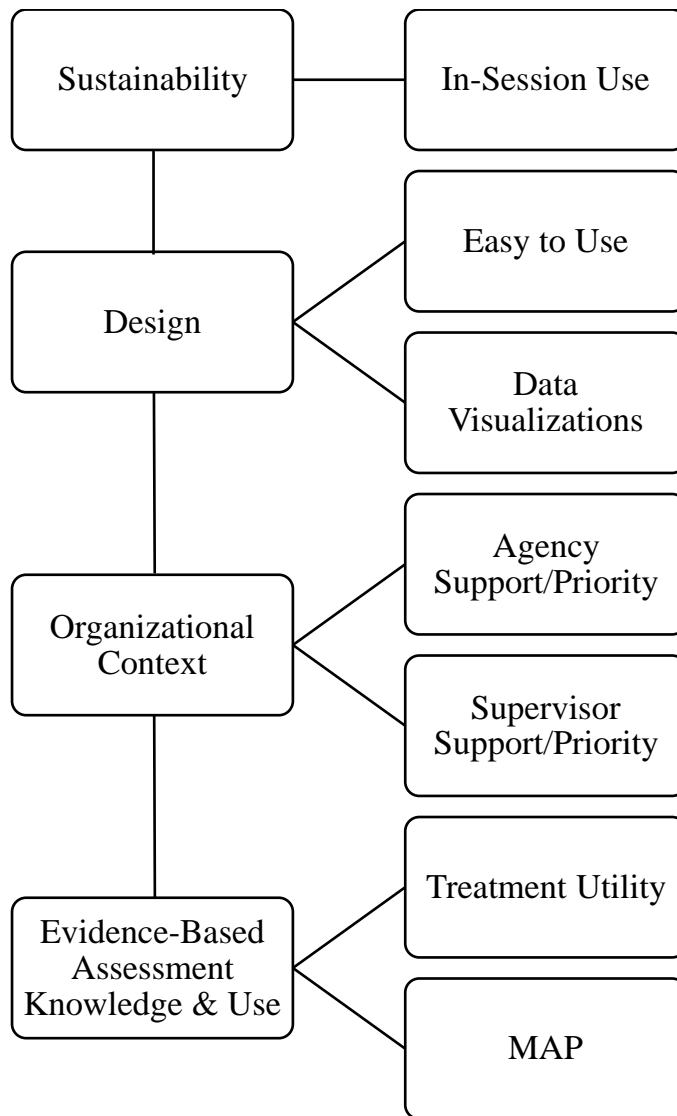 Sustainability
In-Session Use
Design
Easy to Use
Data
Visualizations
Organizational
Context
Agency
Support/Priority
Supervisor
Support/Priority
Evidence-Based
Assessment
Knowledge & Use
Treatment Utility
MAP